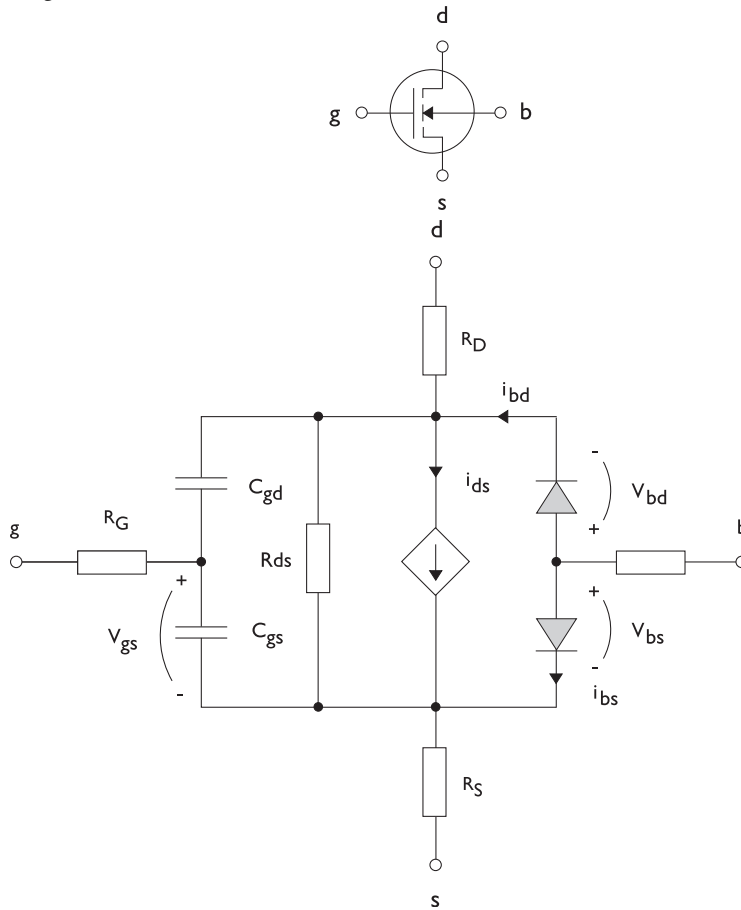 d
g
b
s
d
R_D
i_bd
C_gd
i_ds
-
V_bd
+
g
R_G
Rds
+
V_gs
-
C_gs
+
V_bs
-
i_bs
R_S
s